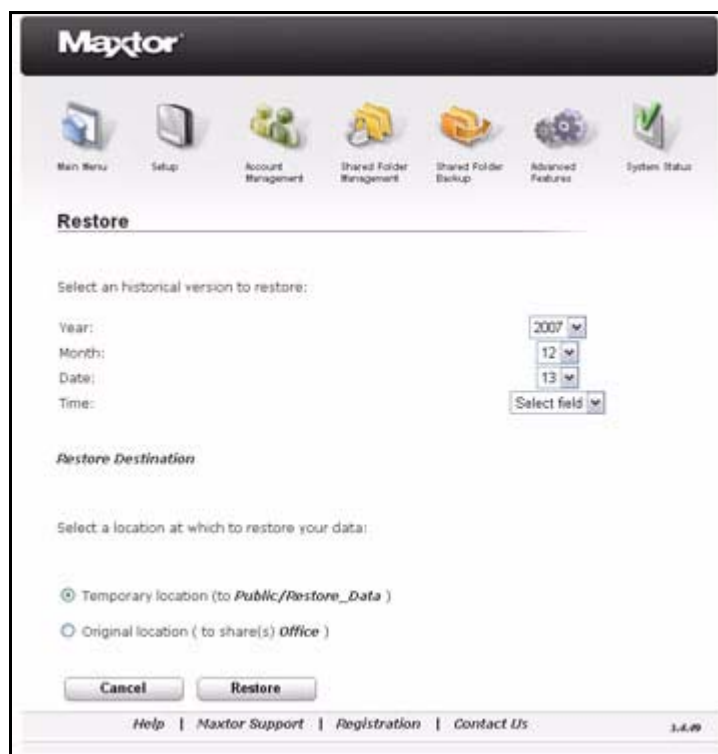 Maxtor
Main Menu
Setup
Account Management
Shared Folder Management
Shared Folder Backup
Advanced Features
System Status
Restore
Select an historical version to restore:
Year: 2007
Month: 12
Date: 13
Time: Select field
Restore Destination
Select a location at which to restore your data:
Temporary location (to Public/Restore_Data )
Original location ( to share(s) Office )
Cancel Restore
Help | Maxtor Support | Registration | Contact Us